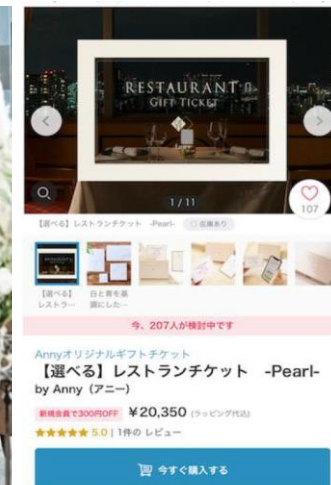 RESTAURANT
GIFT TICKET
1 / 11
107
【選べる】レストランチケット -Pearl-
○ 在庫あり
【選べる】
レストラ…
白と青を基
調にした…
今、207人が検討中です
Annyオリジナルギフトチケット
【選べる】レストランチケット -Pearl-
by Anny（アニー）
新規会員で300円OFF ￥20,350 (ラッピング代込)
★★★★★ 5.0 | 1件の レビュー
今すぐ購入する